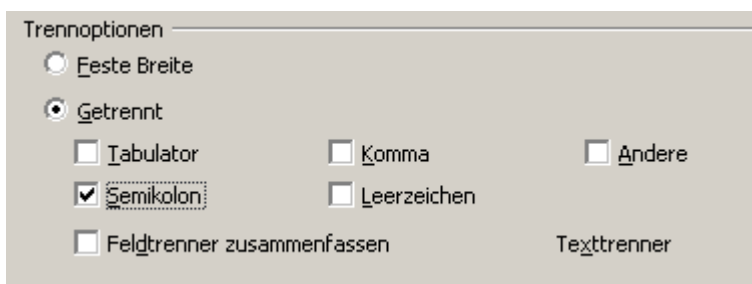 Trennoptionen
Feste Breite
Getrennt
Tabulator Komma Andere
Semikolon Leerzeichen
Feldtrenner zusammenfassen Texttrenner